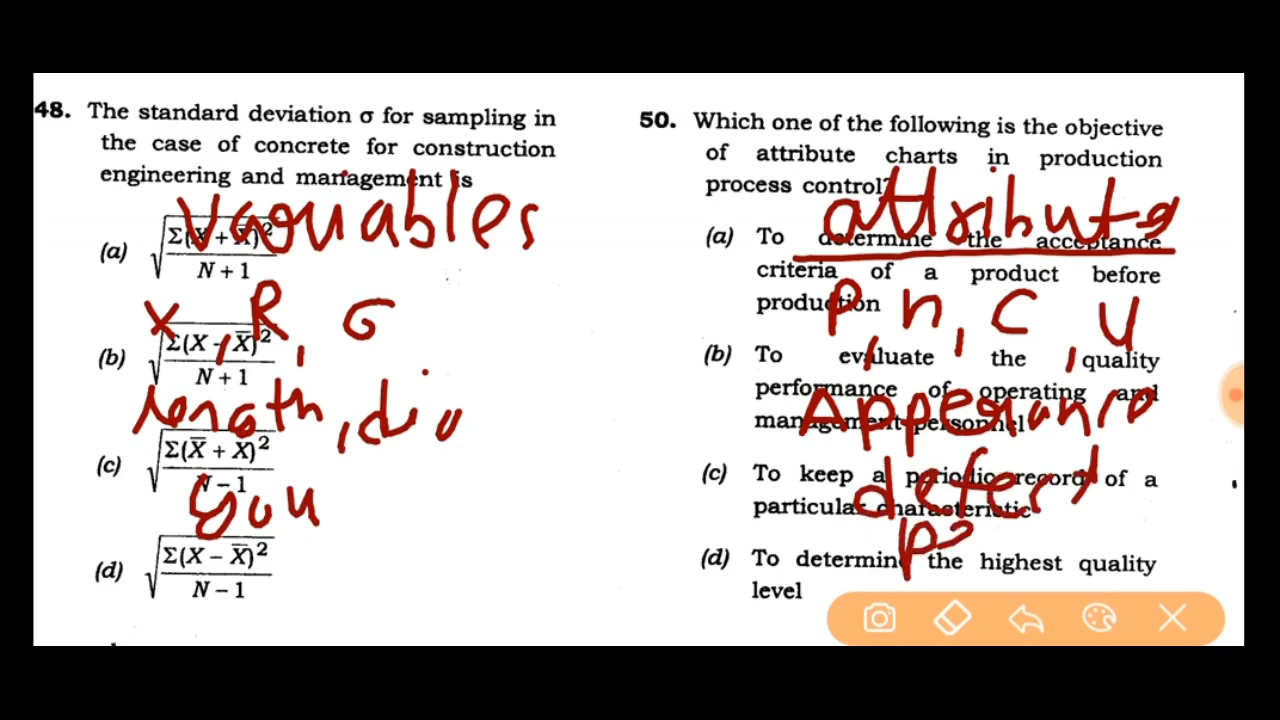 48. The standard deviation σ for sampling in
the case of concrete for construction
engineering and management is
variables
(a) √Σ(X + X̄)²
N + 1
X, R, σ
(b) √Σ(X - X̄)²
N + 1
length, dia
(c) √Σ(X̄ + X)²
N - 1
you
(d) √Σ(X - X̄)²
N - 1
50. Which one of the following is the objective
of attribute charts in production
process control?
attribute
(a) To determine the acceptance
criteria of a product before
production
P, n, C, U
(b) To evaluate the quality
performance of operating and
management personnel
(c) To keep a periodic record of a
particular characteristic
(d) To determine the highest quality
level